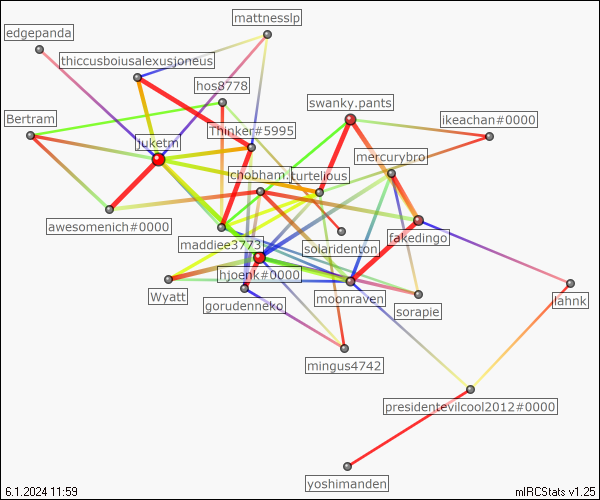 mattnesslp
edgepanda
thiccusboiusalexusjoneus
hos8778
swanky.pants
Bertram
ikeachan#0000
Thinker#5995
juketm
mercurybro
chobham
turtelious
awesomenich#0000
maddiee3773
solaridenton
fakedingo
hjoenk#0000
Wyatt
moonraven
lahnk
gorudenneko
sorapie
mingus4742
presidentevilcool2012#0000
yoshimanden
6.1.2024 11:59
mIRCStats v1.25